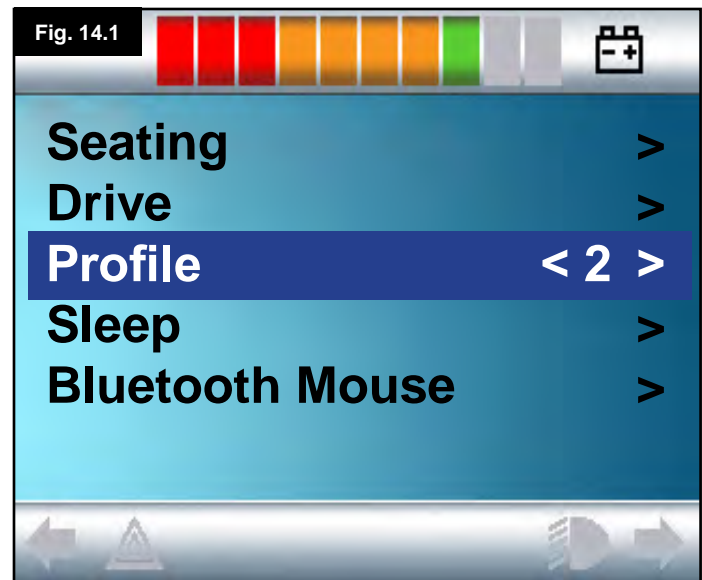 Fig. 14.1
Seating >
Drive >
Profile < 2 >
Sleep >
Bluetooth Mouse >